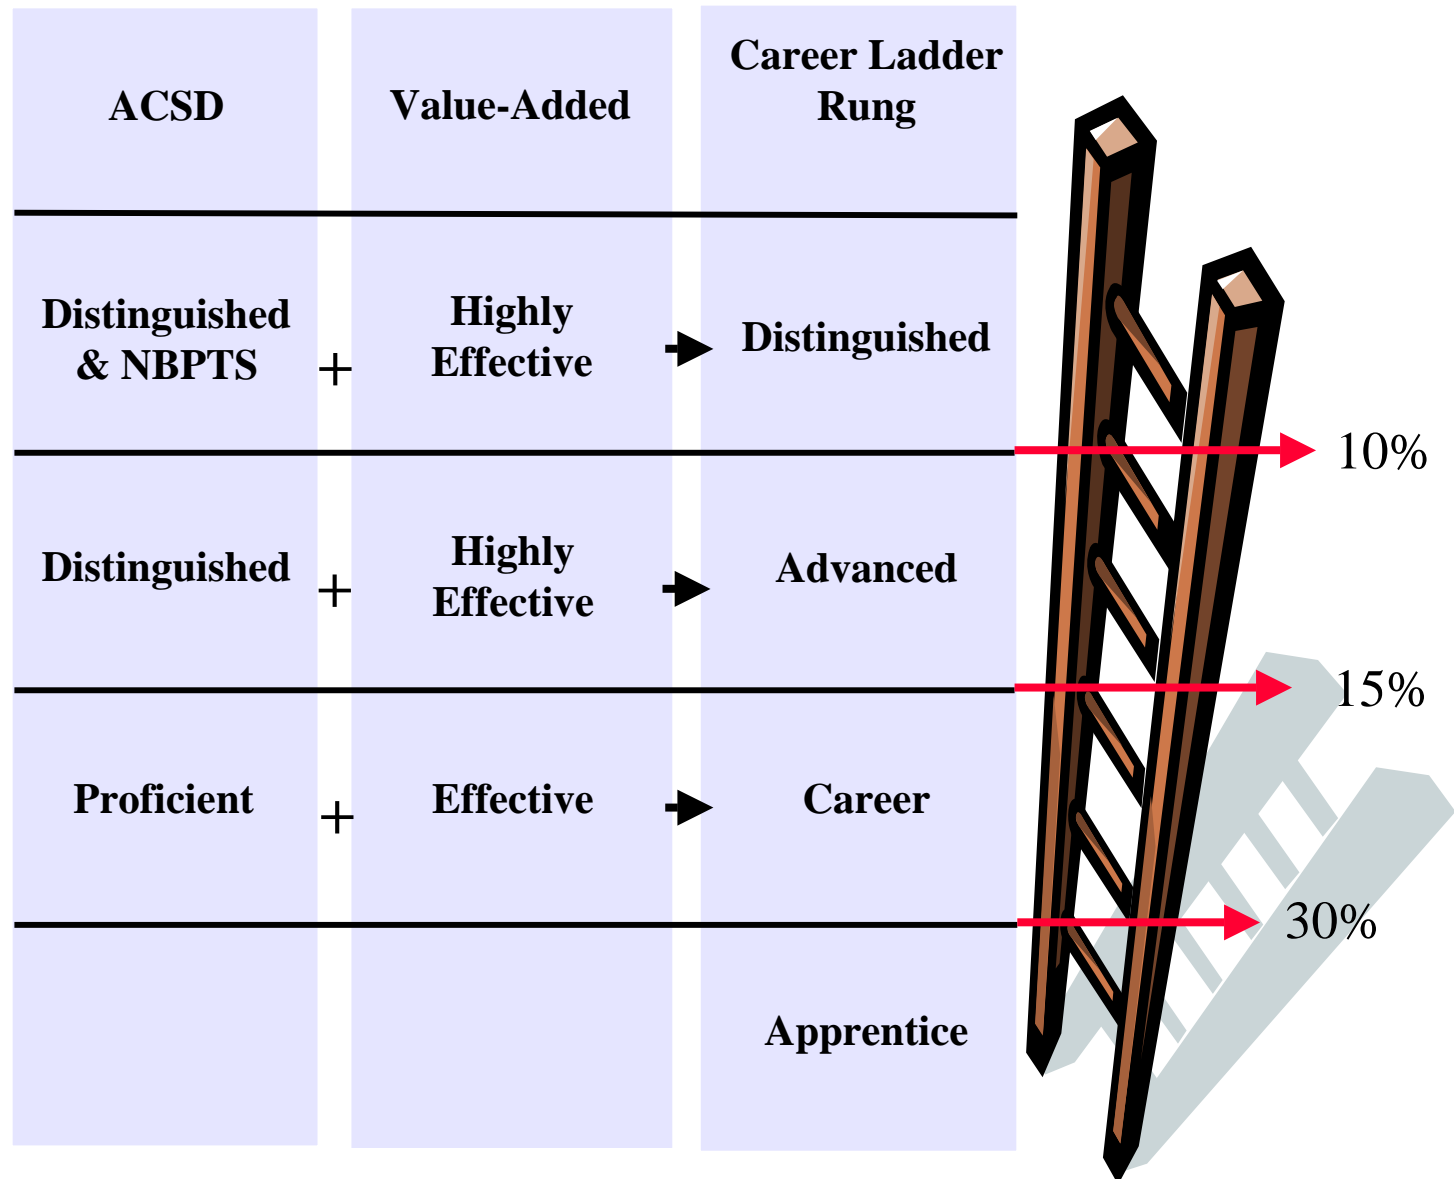 ACSD
Value-Added
Career Ladder
Rung
Distinguished
& NBPTS
+
Highly
Effective
Distinguished
10%
Distinguished
+
Highly
Effective
Advanced
15%
Proficient
+
Effective
Career
30%
Apprentice